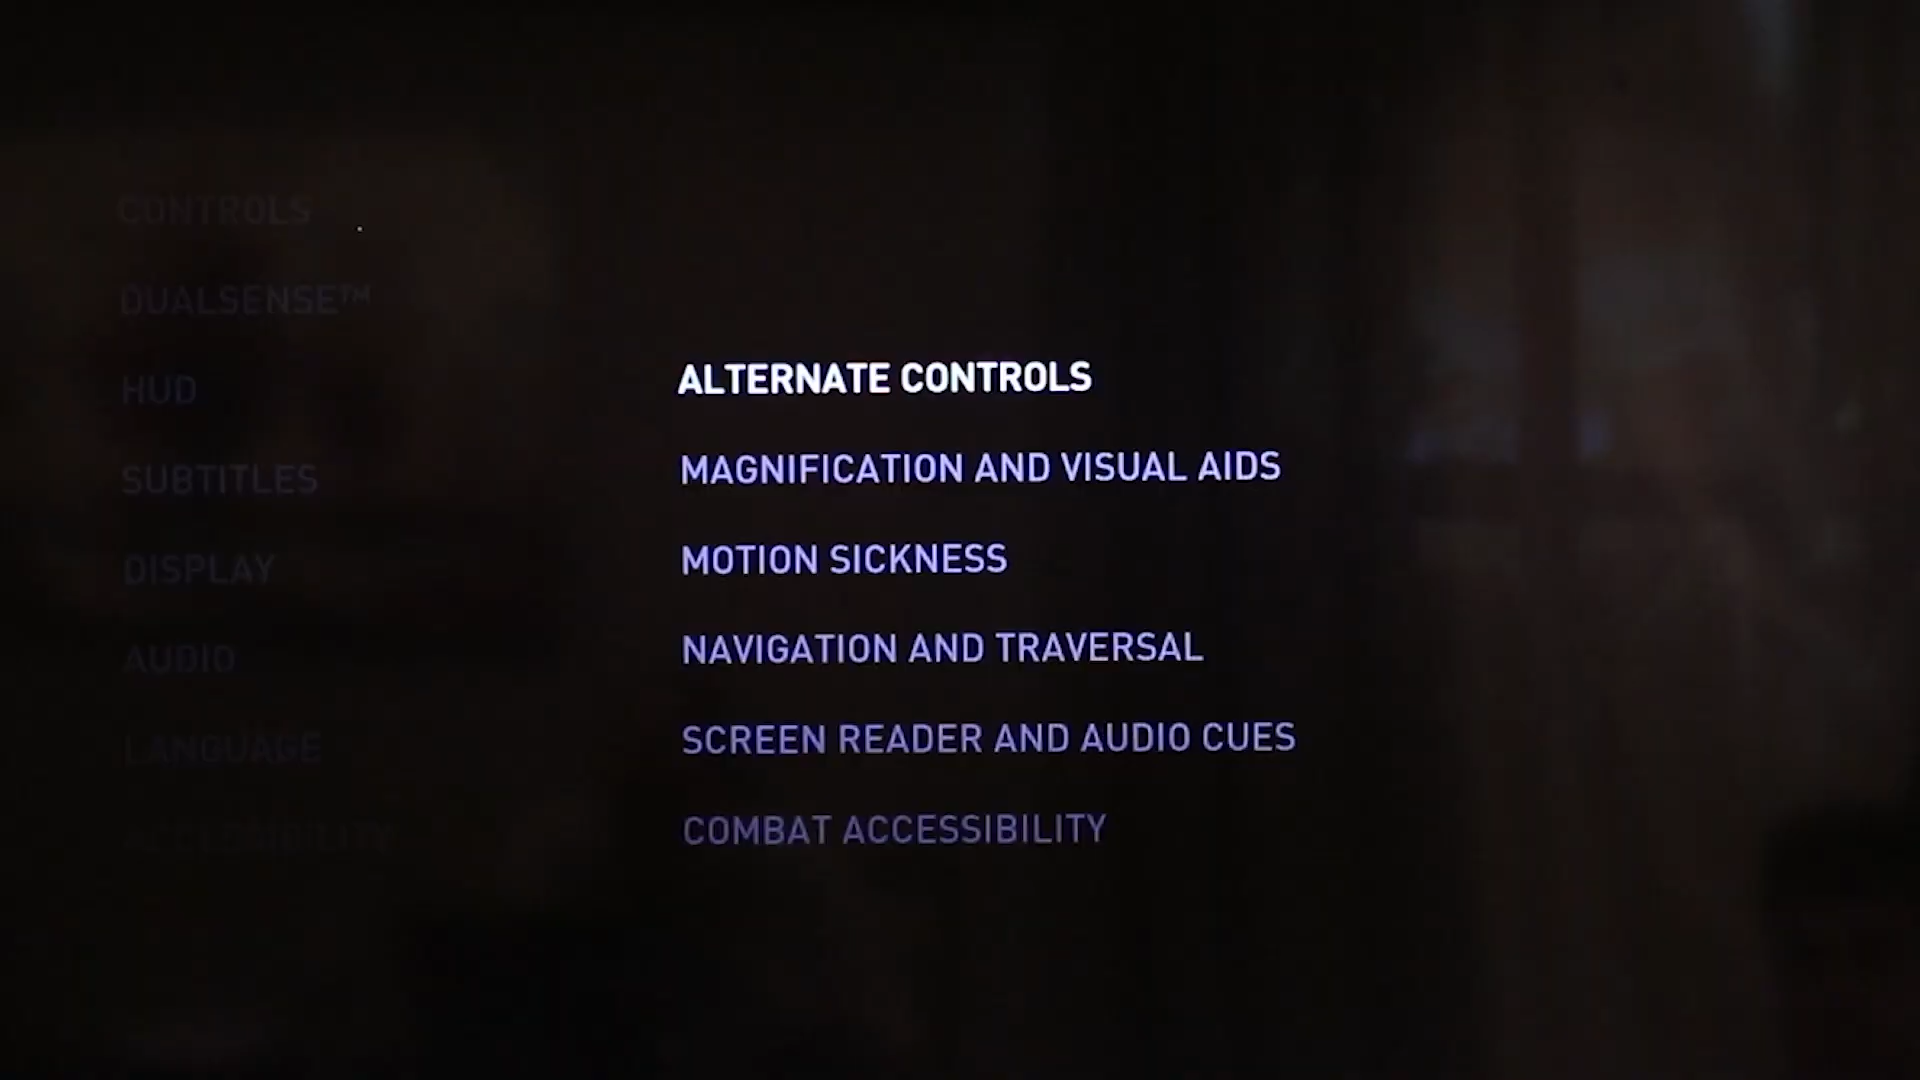 CONTROLS
DUALSENSE™
HUD
SUBTITLES
DISPLAY
AUDIO
LANGUAGE
ACCESSIBILITY
ALTERNATE CONTROLS
MAGNIFICATION AND VISUAL AIDS
MOTION SICKNESS
NAVIGATION AND TRAVERSAL
SCREEN READER AND AUDIO CUES
COMBAT ACCESSIBILITY